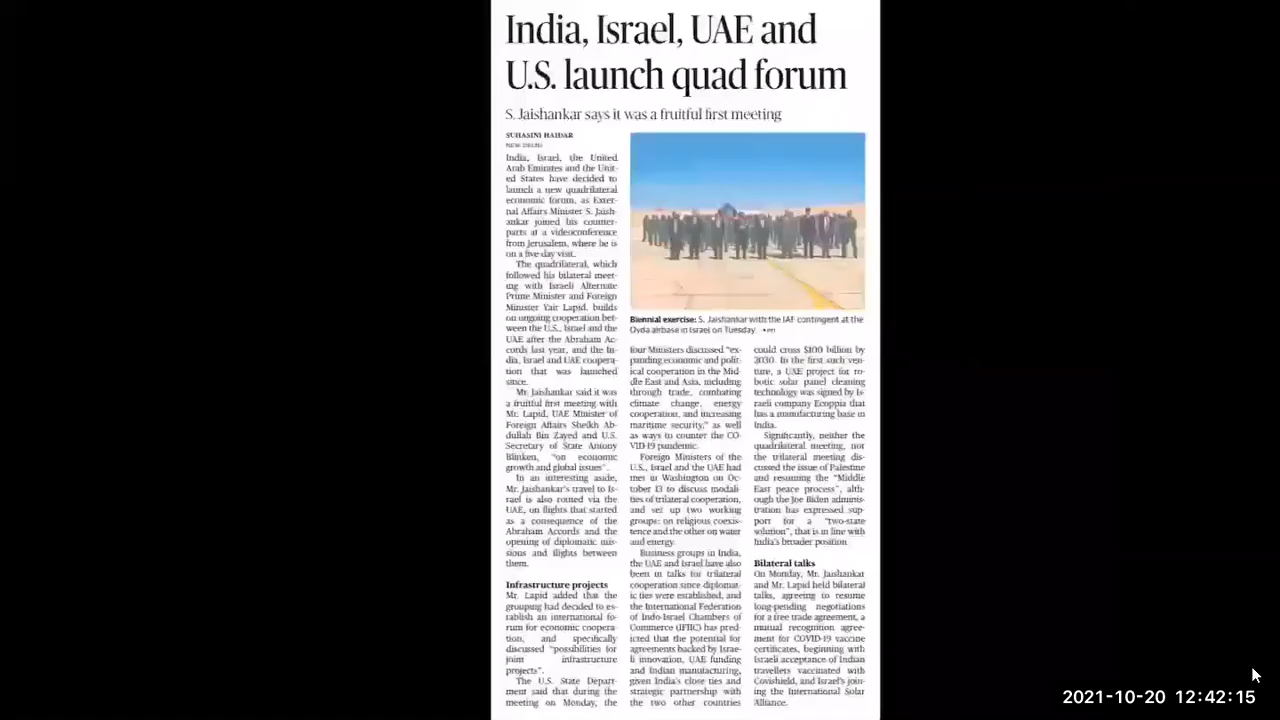 India, Israel, UAE and
U.S. launch quad forum
S. Jaishankar says it was a fruitful first meeting
SUHASINI HAIDAR
NEW DELHI
India, Israel, the United
Arab Emirates and the Unit-
ed States have decided to
launch a new quadrilateral
economic forum, as Exter-
nal Affairs Minister S. Jaish-
ankar joined his counter-
parts at a videoconference
from Jerusalem, where he is
on a five-day visit.
The quadrilateral, which
followed his bilateral meet-
ing with Israeli Alternate
Prime Minister and Foreign
Minister Yair Lapid, builds
on ongoing cooperation bet-
ween the U.S., Israel and the
UAE after the Abraham Ac-
cords last year, and the In-
dia, Israel and UAE coopera-
tion that was launched
since.
Mr. Jaishankar said it was
a fruitful first meeting with
Mr. Lapid, UAE Minister of
Foreign Affairs Sheikh Ab-
dullah Bin Zayed and U.S.
Secretary of State Antony
Blinken, "on economic
growth and global issues".
In an interesting aside,
Mr. Jaishankar's travel to Is-
rael is also routed via the
UAE, on flights that started
as a consequence of the
Abraham Accords and the
opening of diplomatic mis-
sions and flights between
them.
Infrastructure projects
Mr. Lapid added that the
grouping had decided to es-
tablish an international fo-
rum for economic coopera-
tion, and specifically
discussed "possibilities for
joint infrastructure
projects".
The U.S. State Depart-
ment said that during the
meeting on Monday, the
Biennial exercise: S. Jaishankar with the IAF contingent at the
Ovda airbase in Israel on Tuesday. • PTI
four Ministers discussed "ex-
panding economic and polit-
ical cooperation in the Mid-
dle East and Asia, including
through trade, combating
climate change, energy
cooperation, and increasing
maritime security," as well
as ways to counter the CO-
VID-19 pandemic.
Foreign Ministers of the
U.S., Israel and the UAE had
met in Washington on Oc-
tober 13 to discuss modali-
ties of trilateral cooperation,
and set up two working
groups: on religious coexis-
tence and the other on water
and energy.
Business groups in India,
the UAE and Israel have also
been in talks for trilateral
cooperation since diplomat-
ic ties were established, and
the International Federation
of Indo-Israel Chambers of
Commerce (IFIIC) has pred-
icted that the potential for
agreements backed by Israe-
li innovation, UAE funding
and Indian manufacturing,
given India's close ties and
strategic partnership with
the two other countries
could cross $100 billion by
2030. In the first such ven-
ture, a UAE project for ro-
botic solar panel cleaning
technology was signed by Is-
raeli company Ecoppia that
has a manufacturing base in
India.
Significantly, neither the
quadrilateral meeting, nor
the trilateral meeting dis-
cussed the issue of Palestine
and resuming the "Middle
East peace process", alth-
ough the Joe Biden adminis-
tration has expressed sup-
port for a "two-state
solution", that is in line with
India's broader position.
Bilateral talks
On Monday, Mr. Jaishankar
and Mr. Lapid held bilateral
talks, agreeing to resume
long-pending negotiations
for a free trade agreement, a
mutual recognition agree-
ment for COVID-19 vaccine
certificates, beginning with
Israeli acceptance of Indian
travellers vaccinated with
Covishield, and Israel's join-
ing the International Solar
Alliance.
2021-10-20 12:42:15